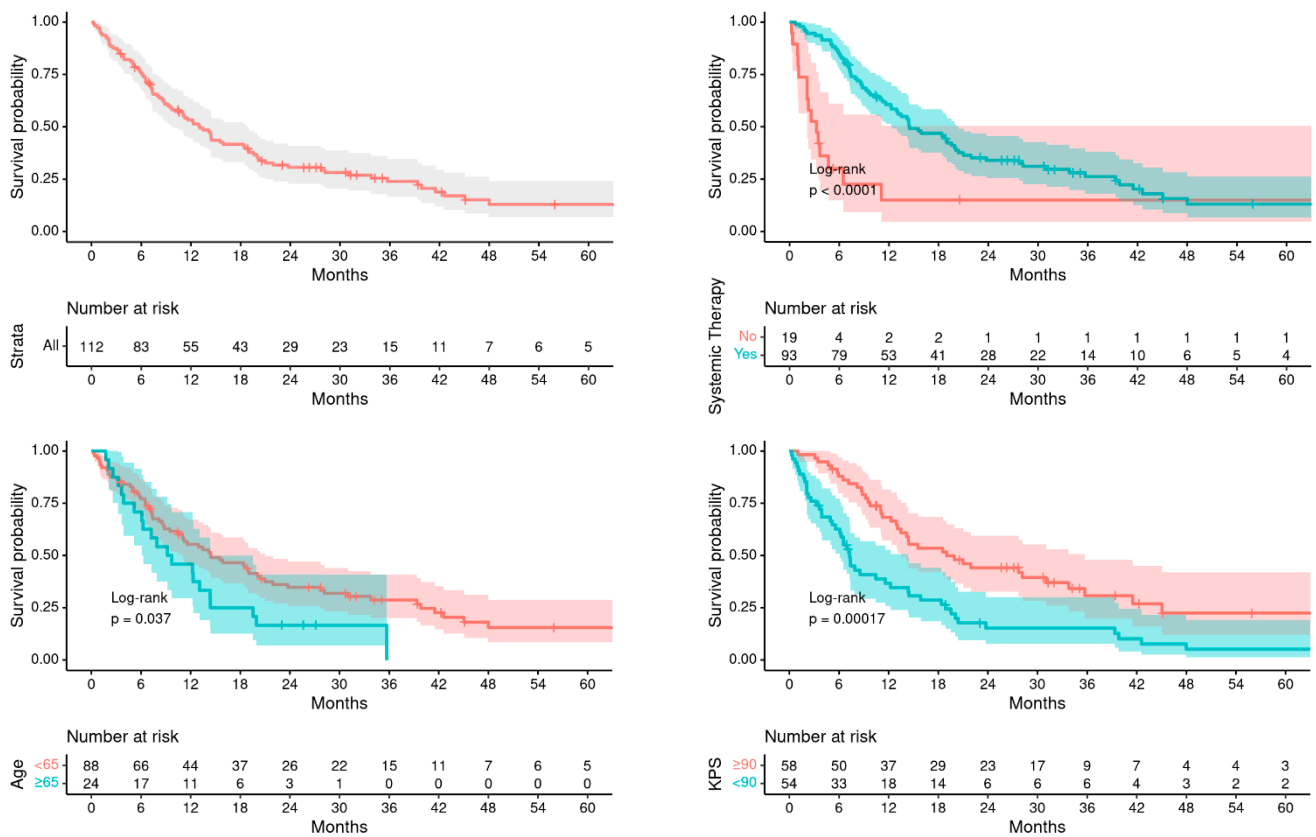 Survival probability
1.00
0.75
0.50
0.25
0.00
0 6 12 18 24 30 36 42 48 54 60
Months
Number at risk
Strata
All 112 83 55 43 29 23 15 11 7 6 5
0 6 12 18 24 30 36 42 48 54 60
Months
Survival probability
1.00
0.75
0.50
0.25
0.00
Log-rank
p < 0.0001
0 6 12 18 24 30 36 42 48 54 60
Months
Number at risk
Systemic Therapy
No 19 4 2 2 1 1 1 1 1 1 1
Yes 93 79 53 41 28 22 14 10 6 5 4
0 6 12 18 24 30 36 42 48 54 60
Months
Survival probability
1.00
0.75
0.50
0.25
0.00
Log-rank
p = 0.037
0 6 12 18 24 30 36 42 48 54 60
Months
Number at risk
Age
<65 88 66 44 37 26 22 15 11 7 6 5
≥65 24 17 11 6 3 1 0 0 0 0 0
0 6 12 18 24 30 36 42 48 54 60
Months
Survival probability
1.00
0.75
0.50
0.25
0.00
Log-rank
p = 0.00017
0 6 12 18 24 30 36 42 48 54 60
Months
Number at risk
KPS
≥90 58 50 37 29 23 17 9 7 4 4 3
<90 54 33 18 14 6 6 6 4 3 2 2
0 6 12 18 24 30 36 42 48 54 60
Months